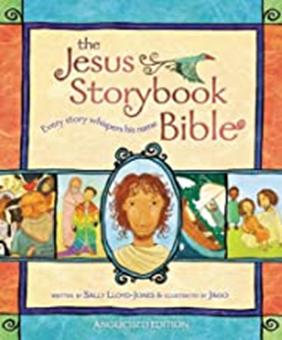 the
Jesus
Storybook
Every story whispers his name
Bible
WRITTEN BY SALLY LLOYD-JONES & ILLUSTRATED BY JAGO
ANGLICISED EDITION